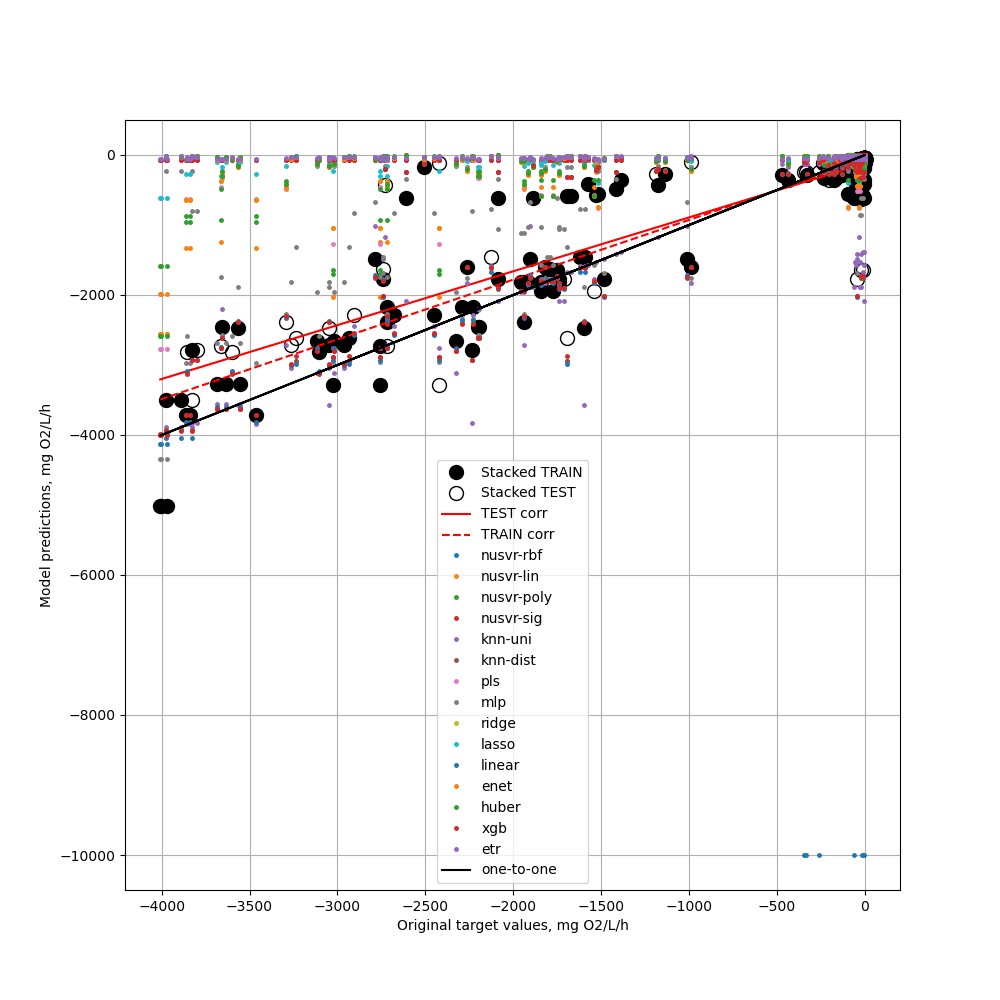 0
−2000
−4000
−6000
−8000
−10000
Model predictions, mg O2/L/h
Stacked TRAIN
Stacked TEST
TEST corr
TRAIN corr
nusvr-rbf
nusvr-lin
nusvr-poly
nusvr-sig
knn-uni
knn-dist
pls
mlp
ridge
lasso
linear
enet
huber
xgb
etr
one-to-one
−4000 −3500 −3000 −2500 −2000 −1500 −1000 −500 0
Original target values, mg O2/L/h